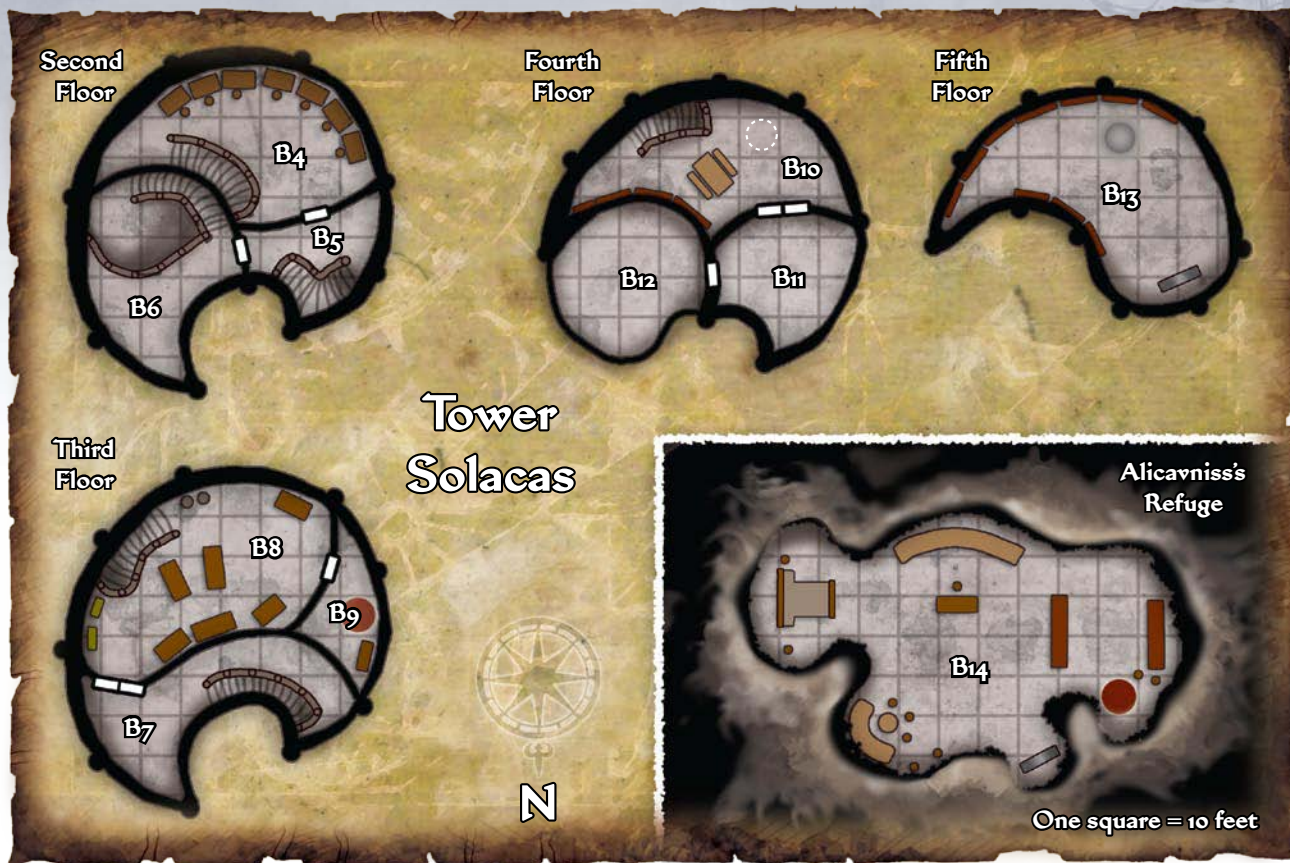 Second
Floor
B4
B5
B6
Fourth
Floor
B10
B11
B12
Fifth
Floor
B13
Tower
Solacas
Third
Floor
B8
B9
B7
N
Alicavniss's
Refuge
B14
One square = 10 feet